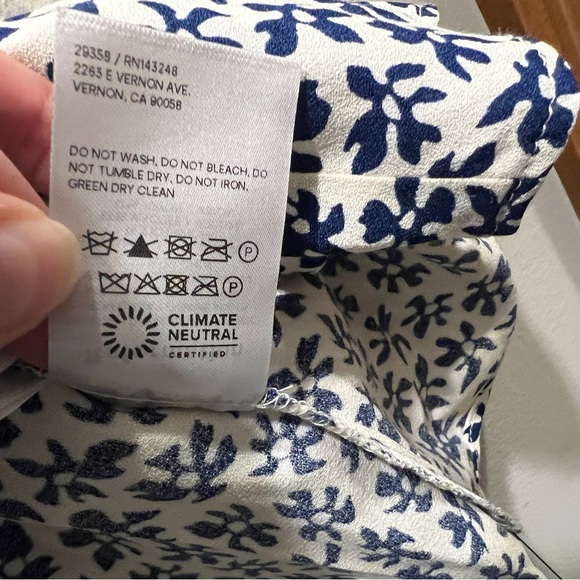 29359 / RN143248
2263 E VERNON AVE.
VERNON, CA 90058
DO NOT WASH, DO NOT BLEACH, DO
NOT TUMBLE DRY, DO NOT IRON,
GREEN DRY CLEAN
P
P
CLIMATE
NEUTRAL
CERTIFIED